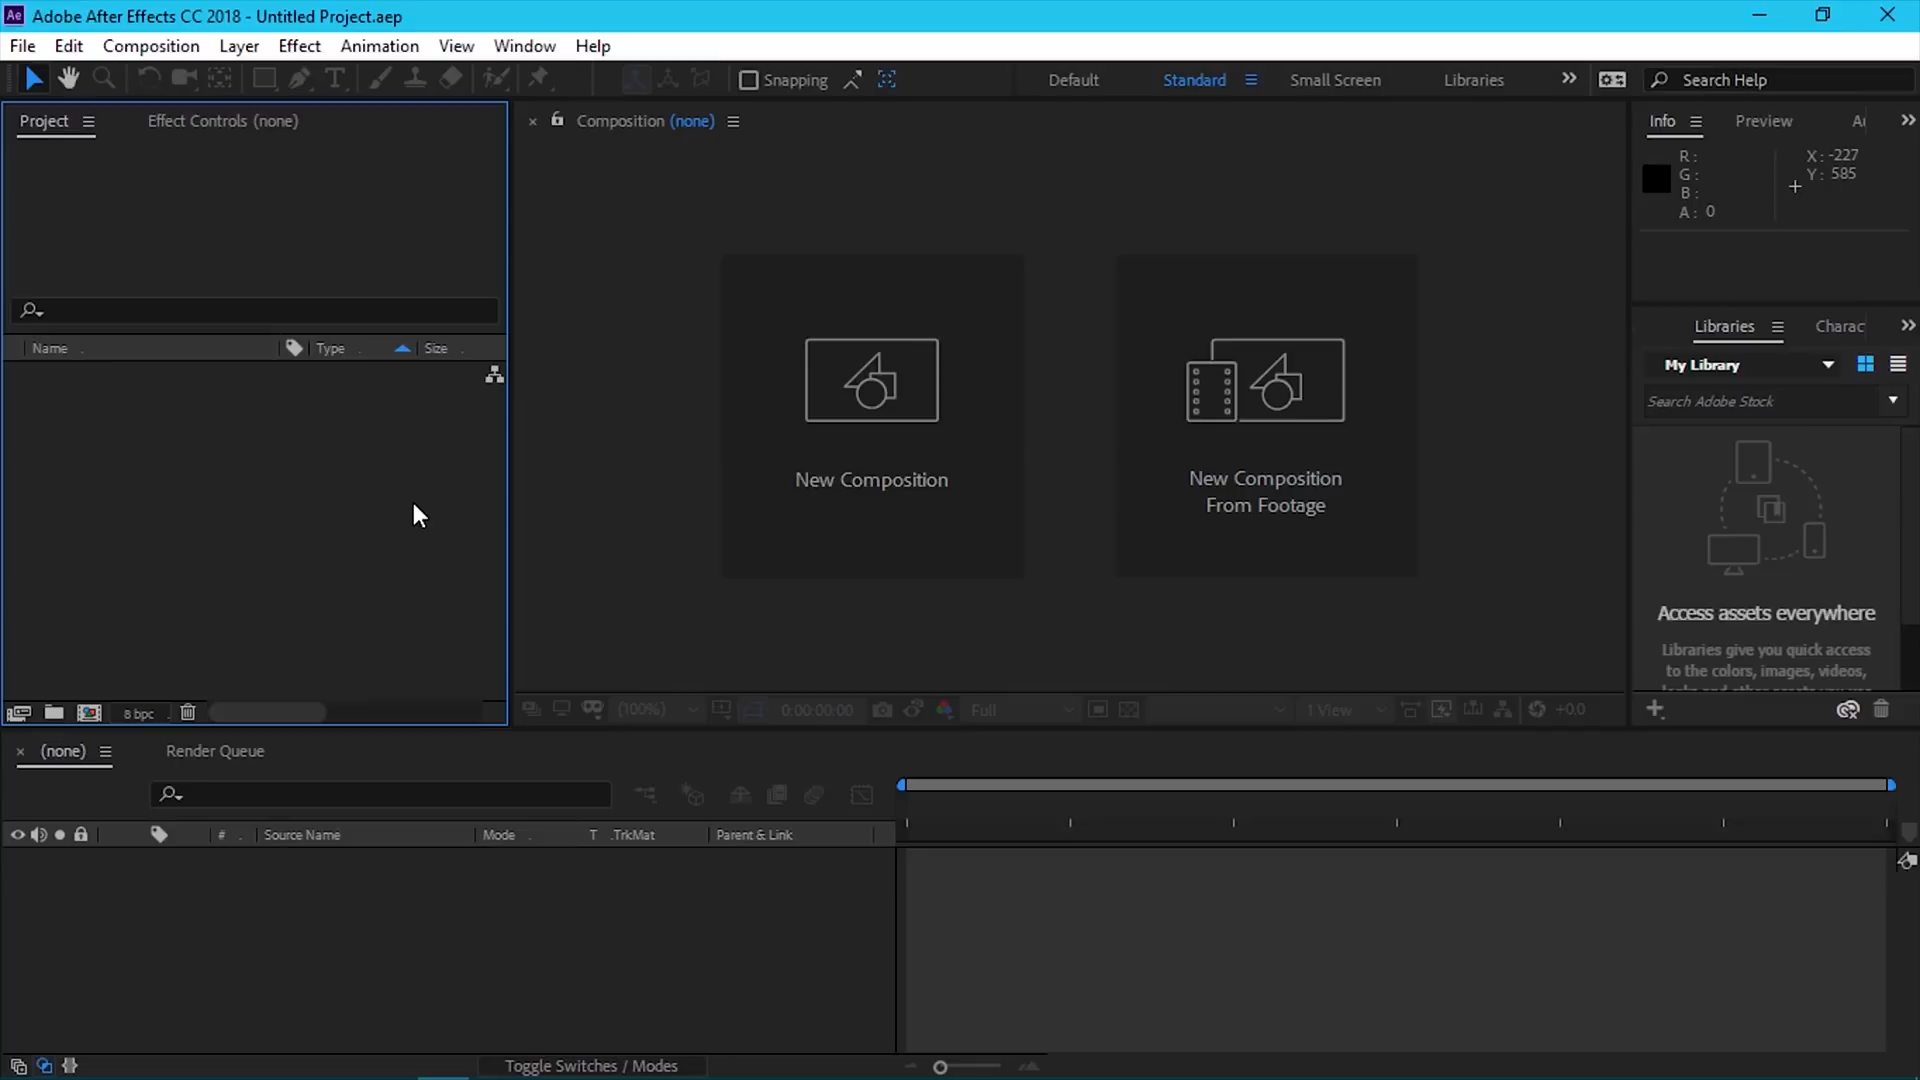 Ae Adobe After Effects CC 2018 - Untitled Project.aep
File Edit Composition Layer Effect Animation View Window Help
T Snapping Default Standard Small Screen Libraries Search Help
Project Effect Controls (none)
Composition (none)
Info Preview
R:
G:
B:
A: 0
X: -227
Y: 585
Name Type Size
New Composition
New Composition
From Footage
Libraries Charac
My Library
Search Adobe Stock
Access assets everywhere
Libraries give you quick access
to the colors, images, videos,
8 bpc
(100%) 0:00:00:00 Full 1 View +0.0
(none) Render Queue
# Source Name Mode T .TrkMat Parent & Link
Toggle Switches / Modes